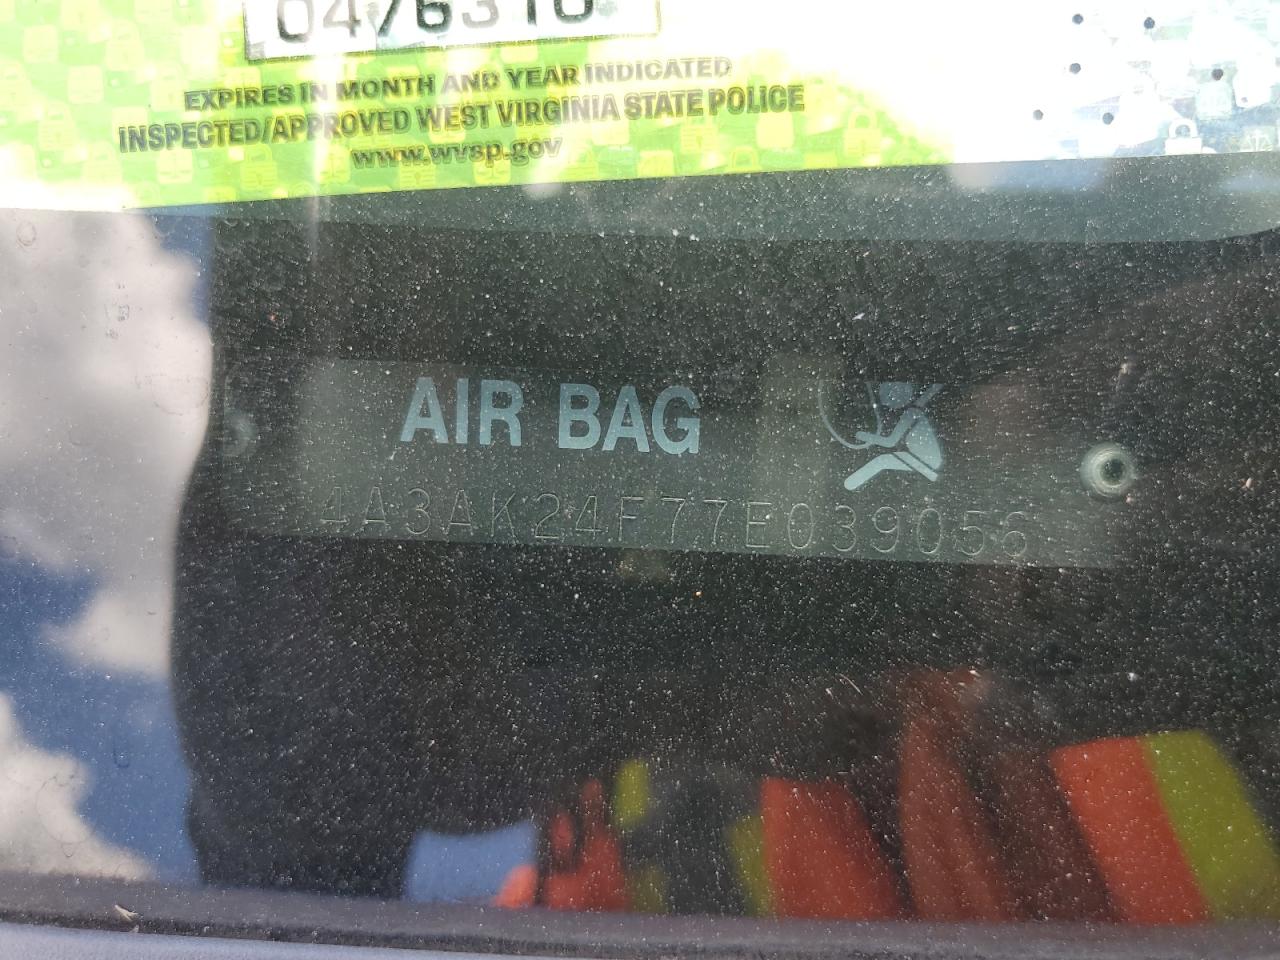 EXPIRES IN MONTH AND YEAR INDICATED
INSPECTED/APPROVED WEST VIRGINIA STATE POLICE
www.wvsp.gov
AIR BAG
4A3AK24F77E039056